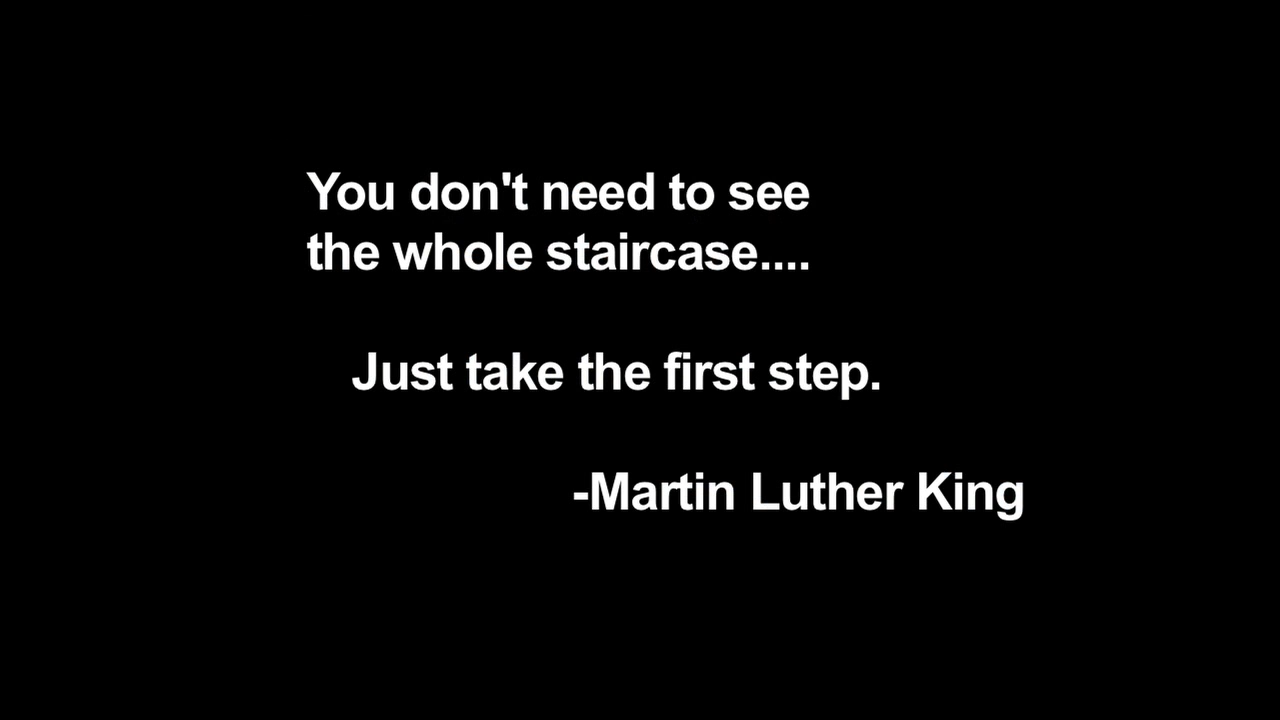 You don't need to see
the whole staircase....
Just take the first step.
-Martin Luther King